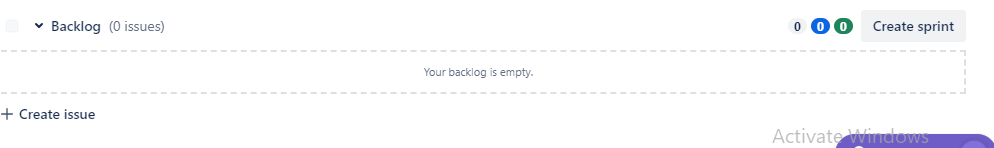 Backlog (0 issues) 0 0 0 Create sprint
Your backlog is empty.
+ Create issue
Activate Windows